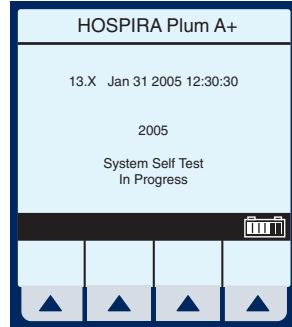 HOSPIRA Plum A+
13.X Jan 31 2005 12:30:30
2005
System Self Test
In Progress